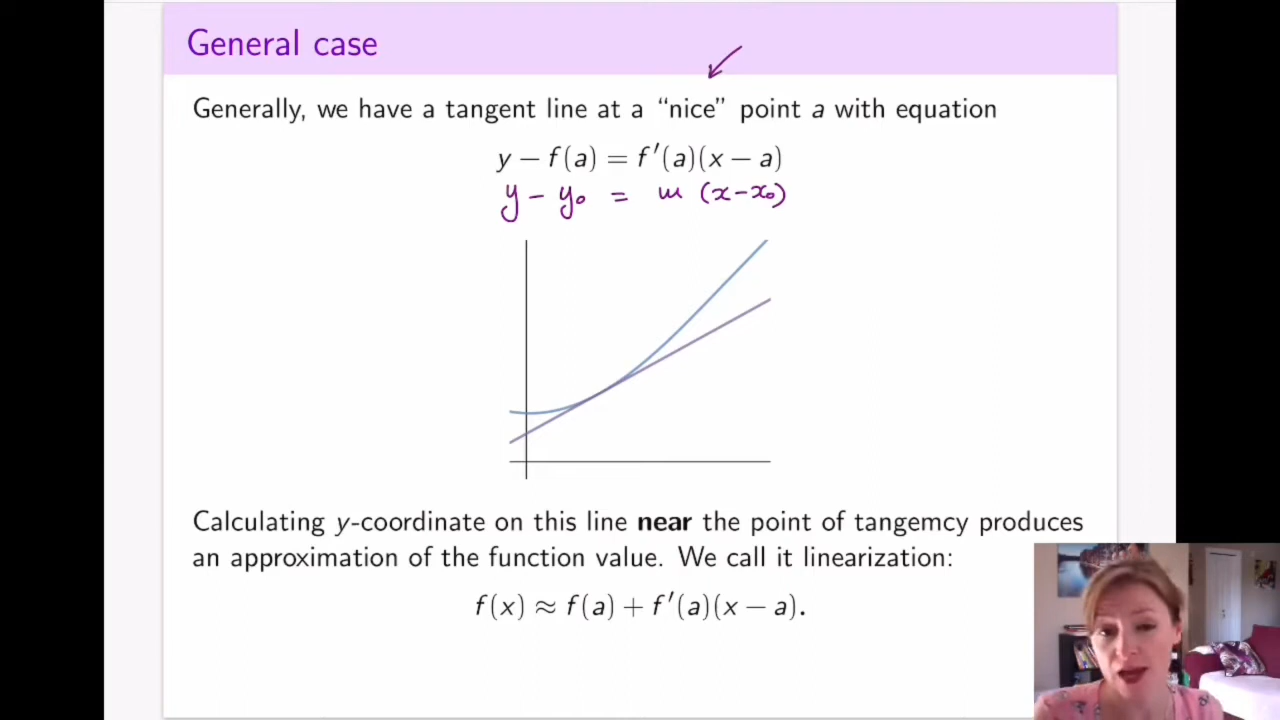 General case
Generally, we have a tangent line at a “nice” point a with equation
y − f(a) = f′(a)(x − a)
y − y₀ = m (x−x₀)
Calculating y-coordinate on this line near the point of tangemcy produces
an approximation of the function value. We call it linearization:
f(x) ≈ f(a) + f′(a)(x − a).